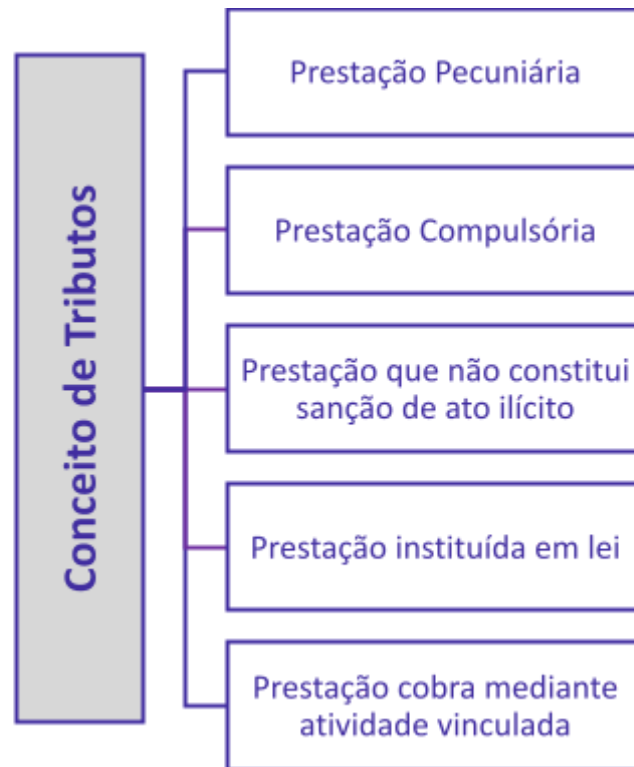 Conceito de Tributos
Prestação Pecuniária
Prestação Compulsória
Prestação que não constitui
sanção de ato ilícito
Prestação instituída em lei
Prestação cobra mediante
atividade vinculada